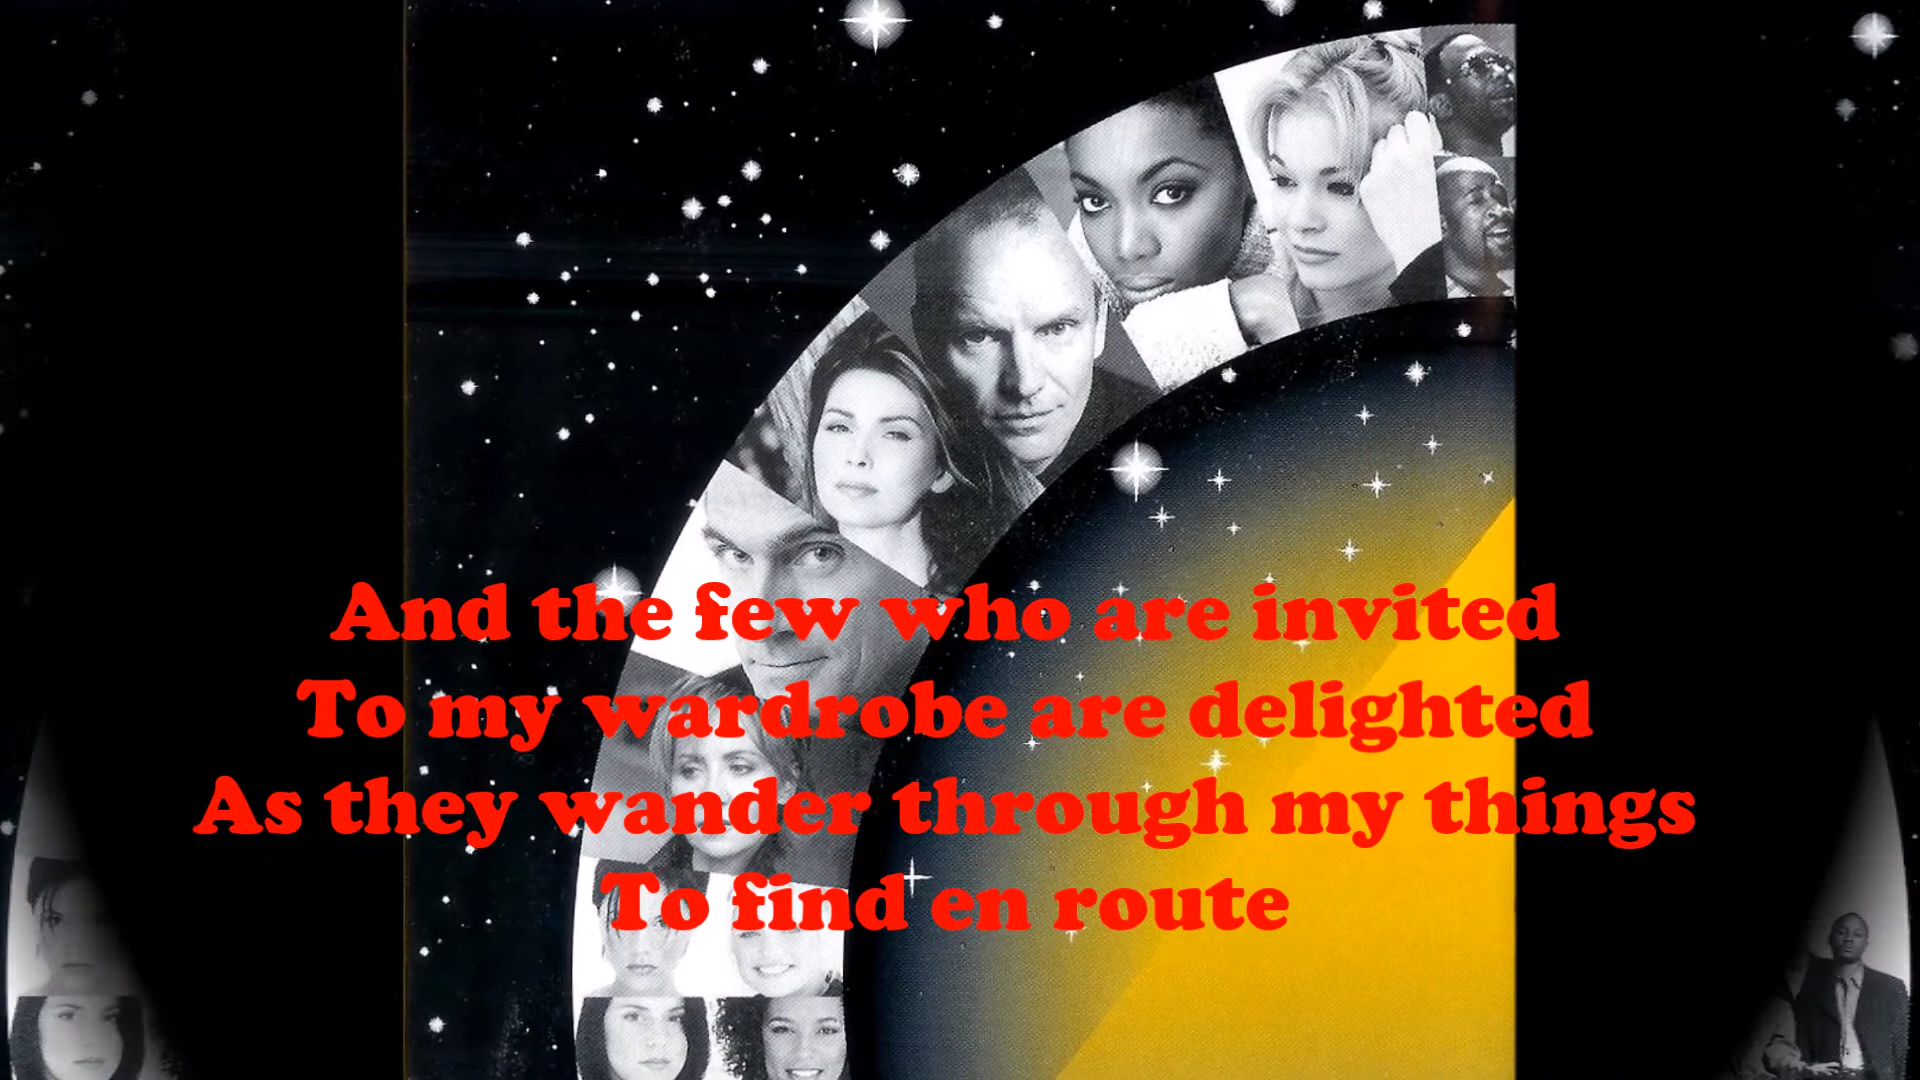 And the few who are invited
To my wardrobe are delighted
As they wander through my things
To find en route